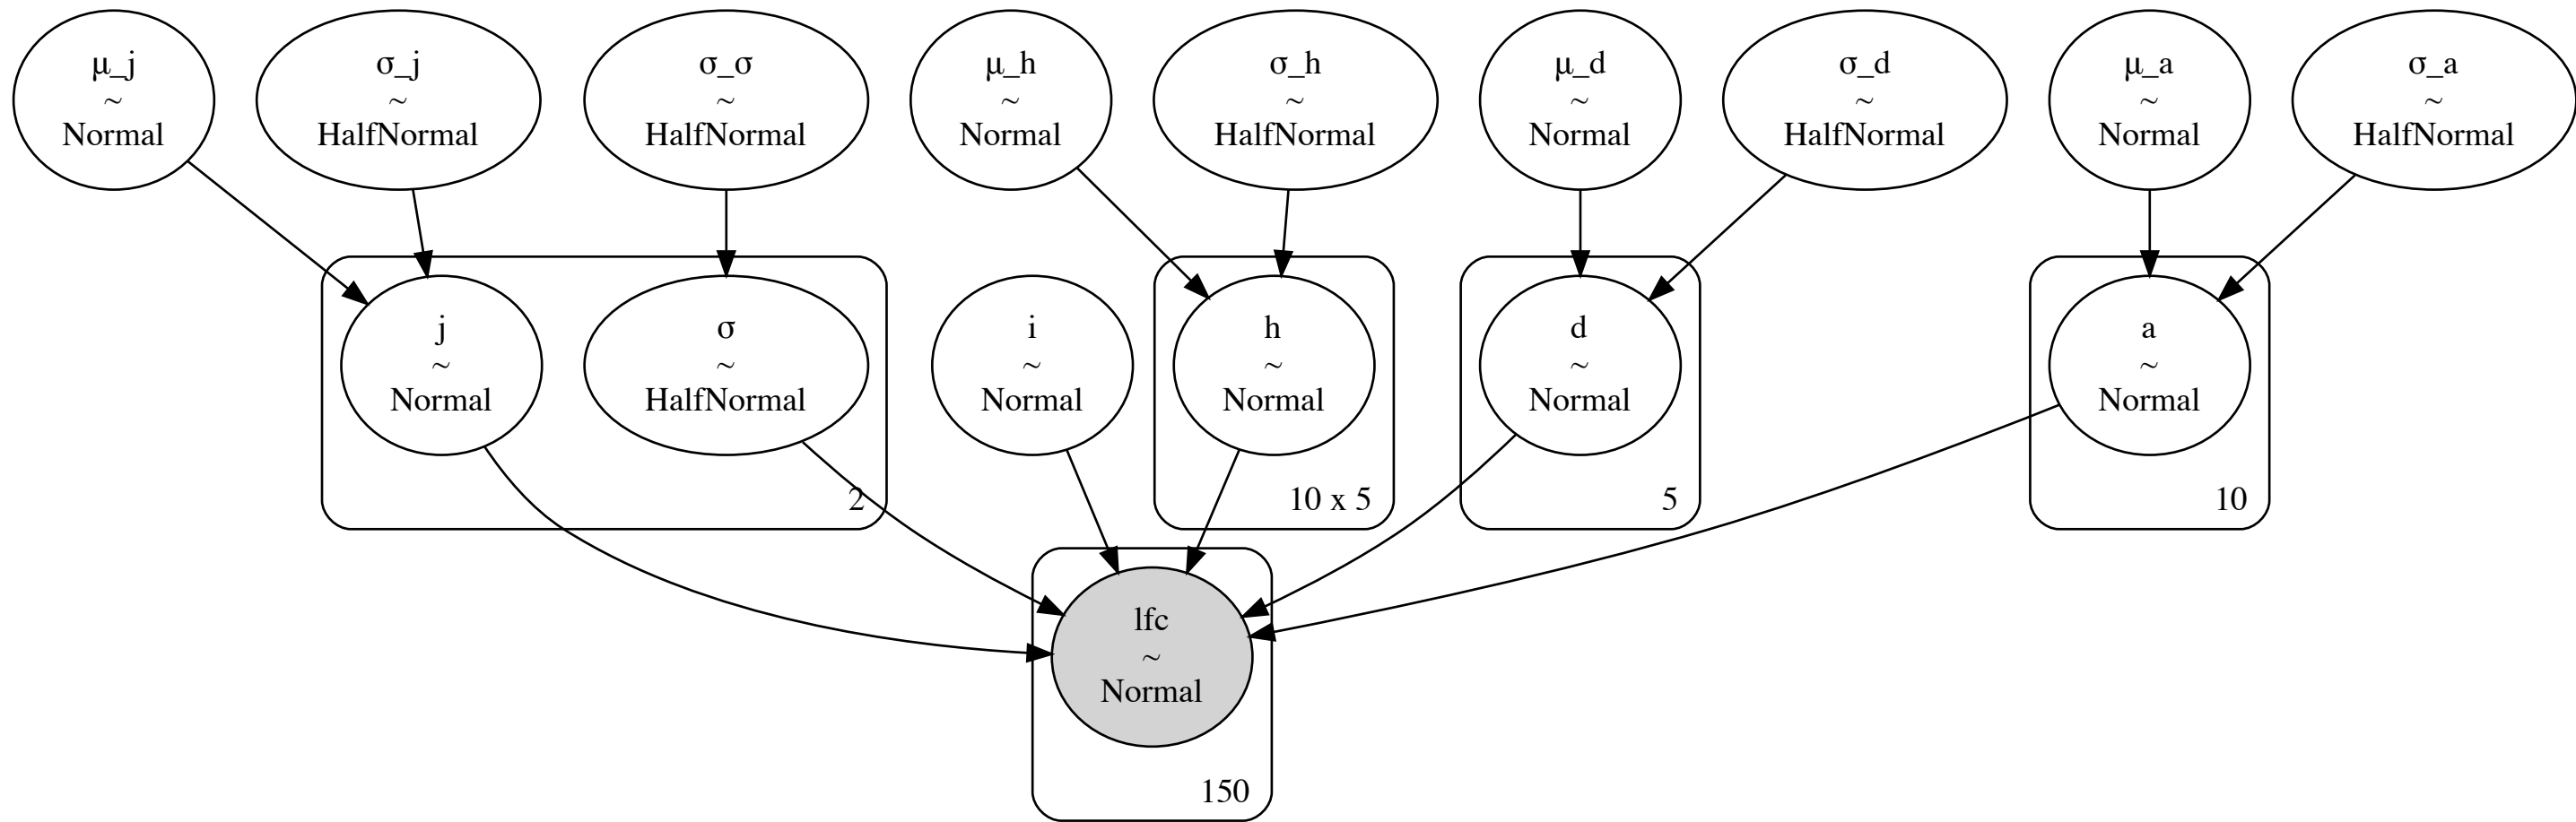 μ_j
~
Normal
σ_j
~
HalfNormal
σ_σ
~
HalfNormal
μ_h
~
Normal
σ_h
~
HalfNormal
μ_d
~
Normal
σ_d
~
HalfNormal
μ_a
~
Normal
σ_a
~
HalfNormal
j
~
Normal
σ
~
HalfNormal
2
i
~
Normal
h
~
Normal
10 x 5
d
~
Normal
5
a
~
Normal
10
lfc
~
Normal
150